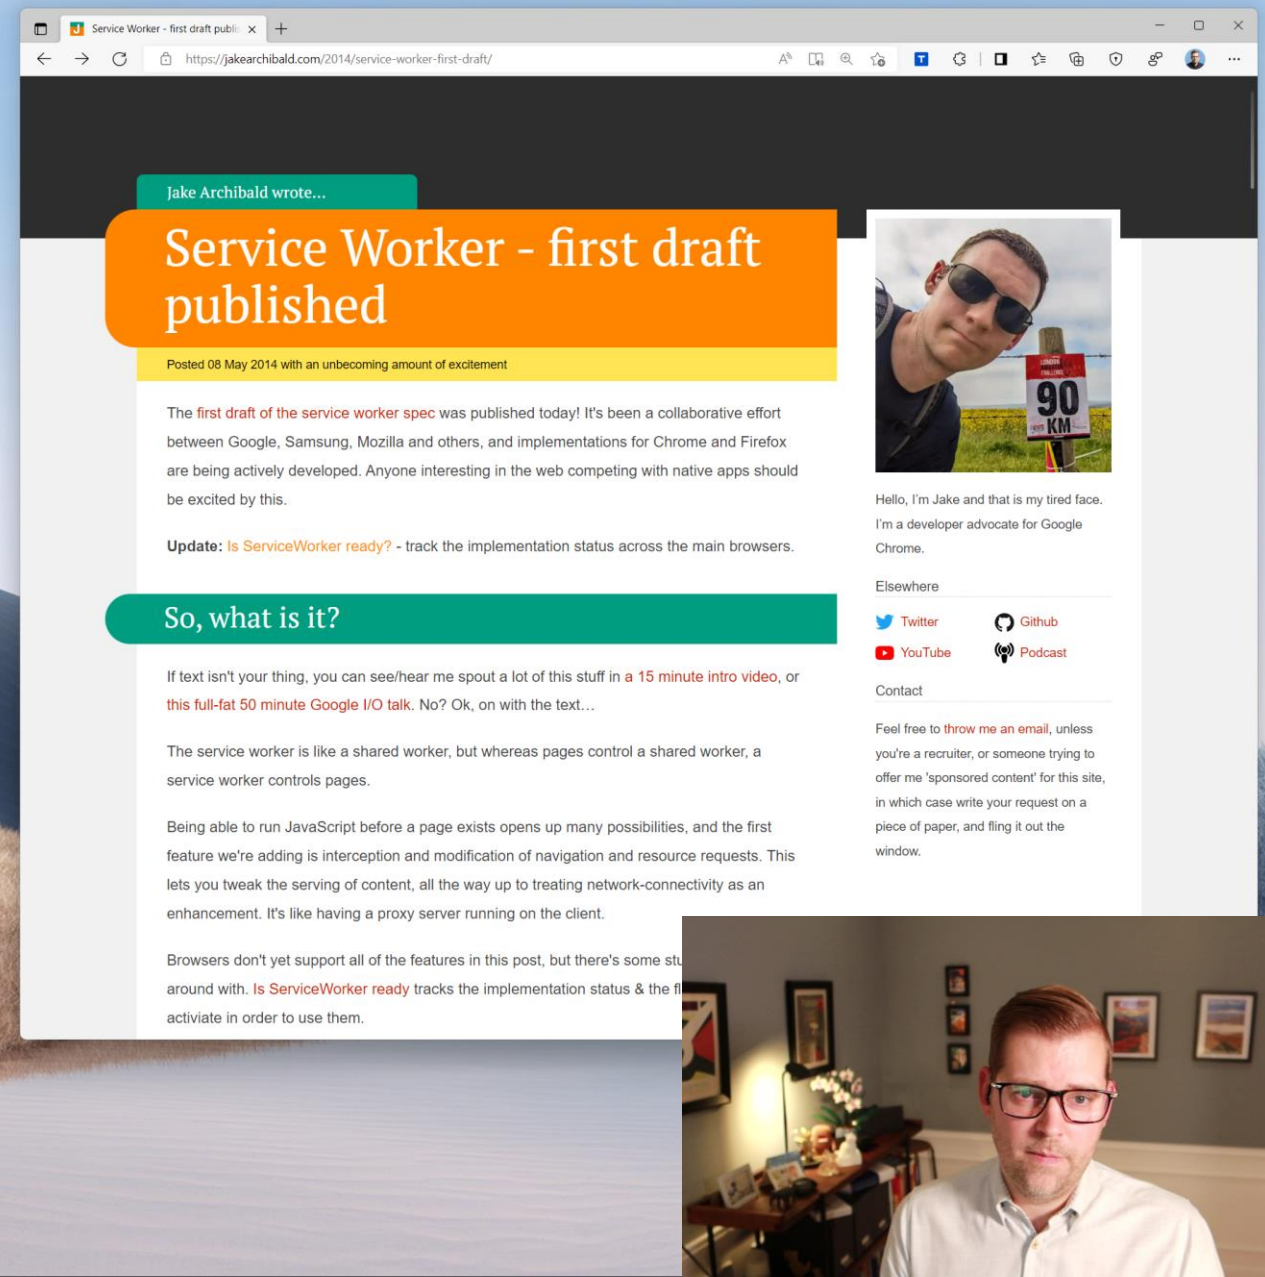 Service Worker - first draft publis
https://jakearchibald.com/2014/service-worker-first-draft/
Jake Archibald wrote...
Service Worker - first draft
published
Posted 08 May 2014 with an unbecoming amount of excitement
The first draft of the service worker spec was published today! It's been a collaborative effort
between Google, Samsung, Mozilla and others, and implementations for Chrome and Firefox
are being actively developed. Anyone interesting in the web competing with native apps should
be excited by this.
Update: Is ServiceWorker ready? - track the implementation status across the main browsers.
So, what is it?
If text isn't your thing, you can see/hear me spout a lot of this stuff in a 15 minute intro video, or
this full-fat 50 minute Google I/O talk. No? Ok, on with the text…
The service worker is like a shared worker, but whereas pages control a shared worker, a
service worker controls pages.
Being able to run JavaScript before a page exists opens up many possibilities, and the first
feature we're adding is interception and modification of navigation and resource requests. This
lets you tweak the serving of content, all the way up to treating network-connectivity as an
enhancement. It's like having a proxy server running on the client.
Browsers don't yet support all of the features in this post, but there's some stu
around with. Is ServiceWorker ready tracks the implementation status & the fl
activiate in order to use them.
LONDON
CHALLENGE
90
KM
Hello, I'm Jake and that is my tired face.
I'm a developer advocate for Google
Chrome.
Elsewhere
Twitter
Github
YouTube
Podcast
Contact
Feel free to throw me an email, unless
you're a recruiter, or someone trying to
offer me 'sponsored content' for this site,
in which case write your request on a
piece of paper, and fling it out the
window.